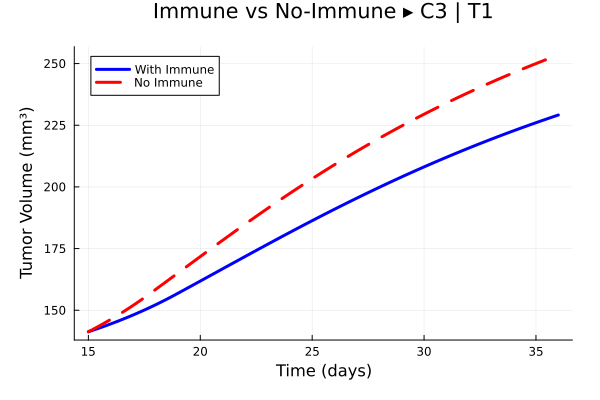 Immune vs No-Immune ▸ C3 | T1
With Immune
No Immune
Tumor Volume (mm³)
250
225
200
175
150
15 20 25 30 35
Time (days)